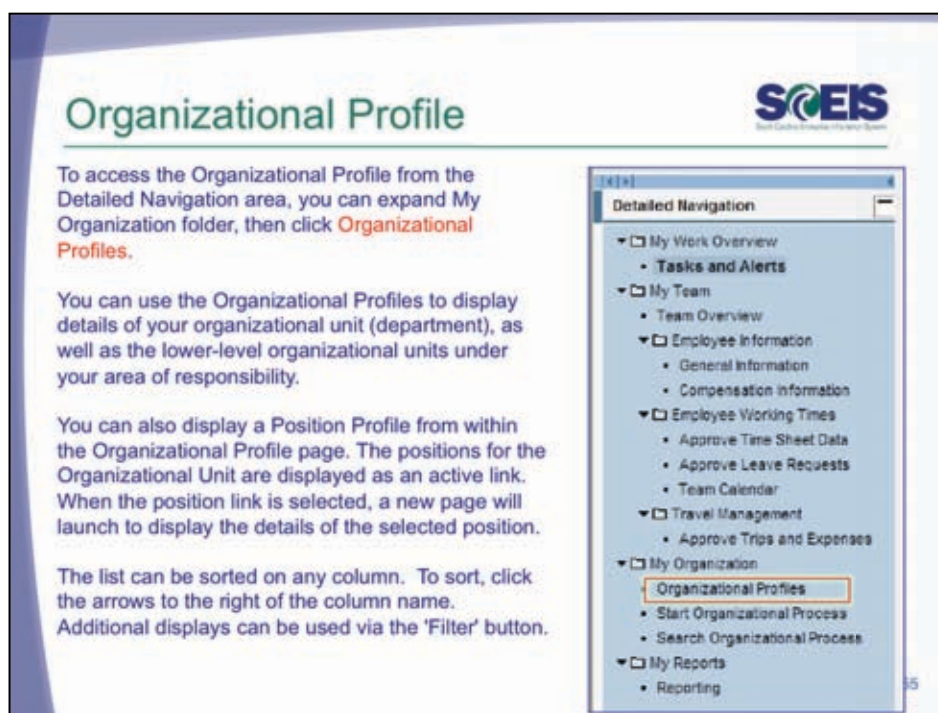 Organizational Profile
SCEIS
To access the Organizational Profile from the
Detailed Navigation area, you can expand My
Organization folder, then click Organizational
Profiles.
You can use the Organizational Profiles to display
details of your organizational unit (department), as
well as the lower-level organizational units under
your area of responsibility.
You can also display a Position Profile from within
the Organizational Profile page. The positions for the
Organizational Unit are displayed as an active link.
When the position link is selected, a new page will
launch to display the details of the selected position.
The list can be sorted on any column. To sort, click
the arrows to the right of the column name.
Additional displays can be used via the 'Filter' button.
Detailed Navigation
My Work Overview
Tasks and Alerts
My Team
Team Overview
Employee Information
General Information
Compensation Information
Employee Working Times
Approve Time Sheet Data
Approve Leave Requests
Team Calendar
Travel Management
Approve Trips and Expenses
My Organization
Organizational Profiles
Start Organizational Process
Search Organizational Process
My Reports
Reporting